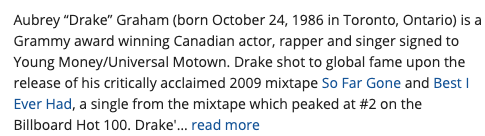 Aubrey “Drake” Graham (born October 24, 1986 in Toronto, Ontario) is a
Grammy award winning Canadian actor, rapper and singer signed to
Young Money/Universal Motown. Drake shot to global fame upon the
release of his critically acclaimed 2009 mixtape So Far Gone and Best I
Ever Had, a single from the mixtape which peaked at #2 on the
Billboard Hot 100. Drake'... read more